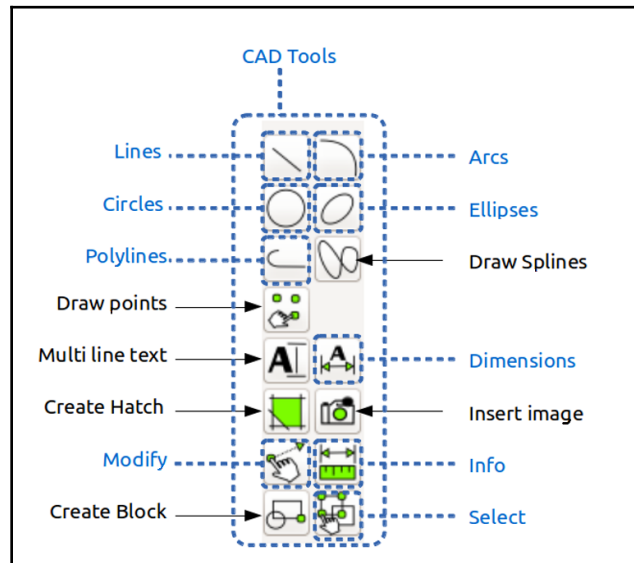 CAD Tools
Lines
Arcs
Circles
Ellipses
Polylines
Draw Splines
Draw points
Multi line text
Dimensions
Create Hatch
Insert image
Modify
Info
Create Block
Select